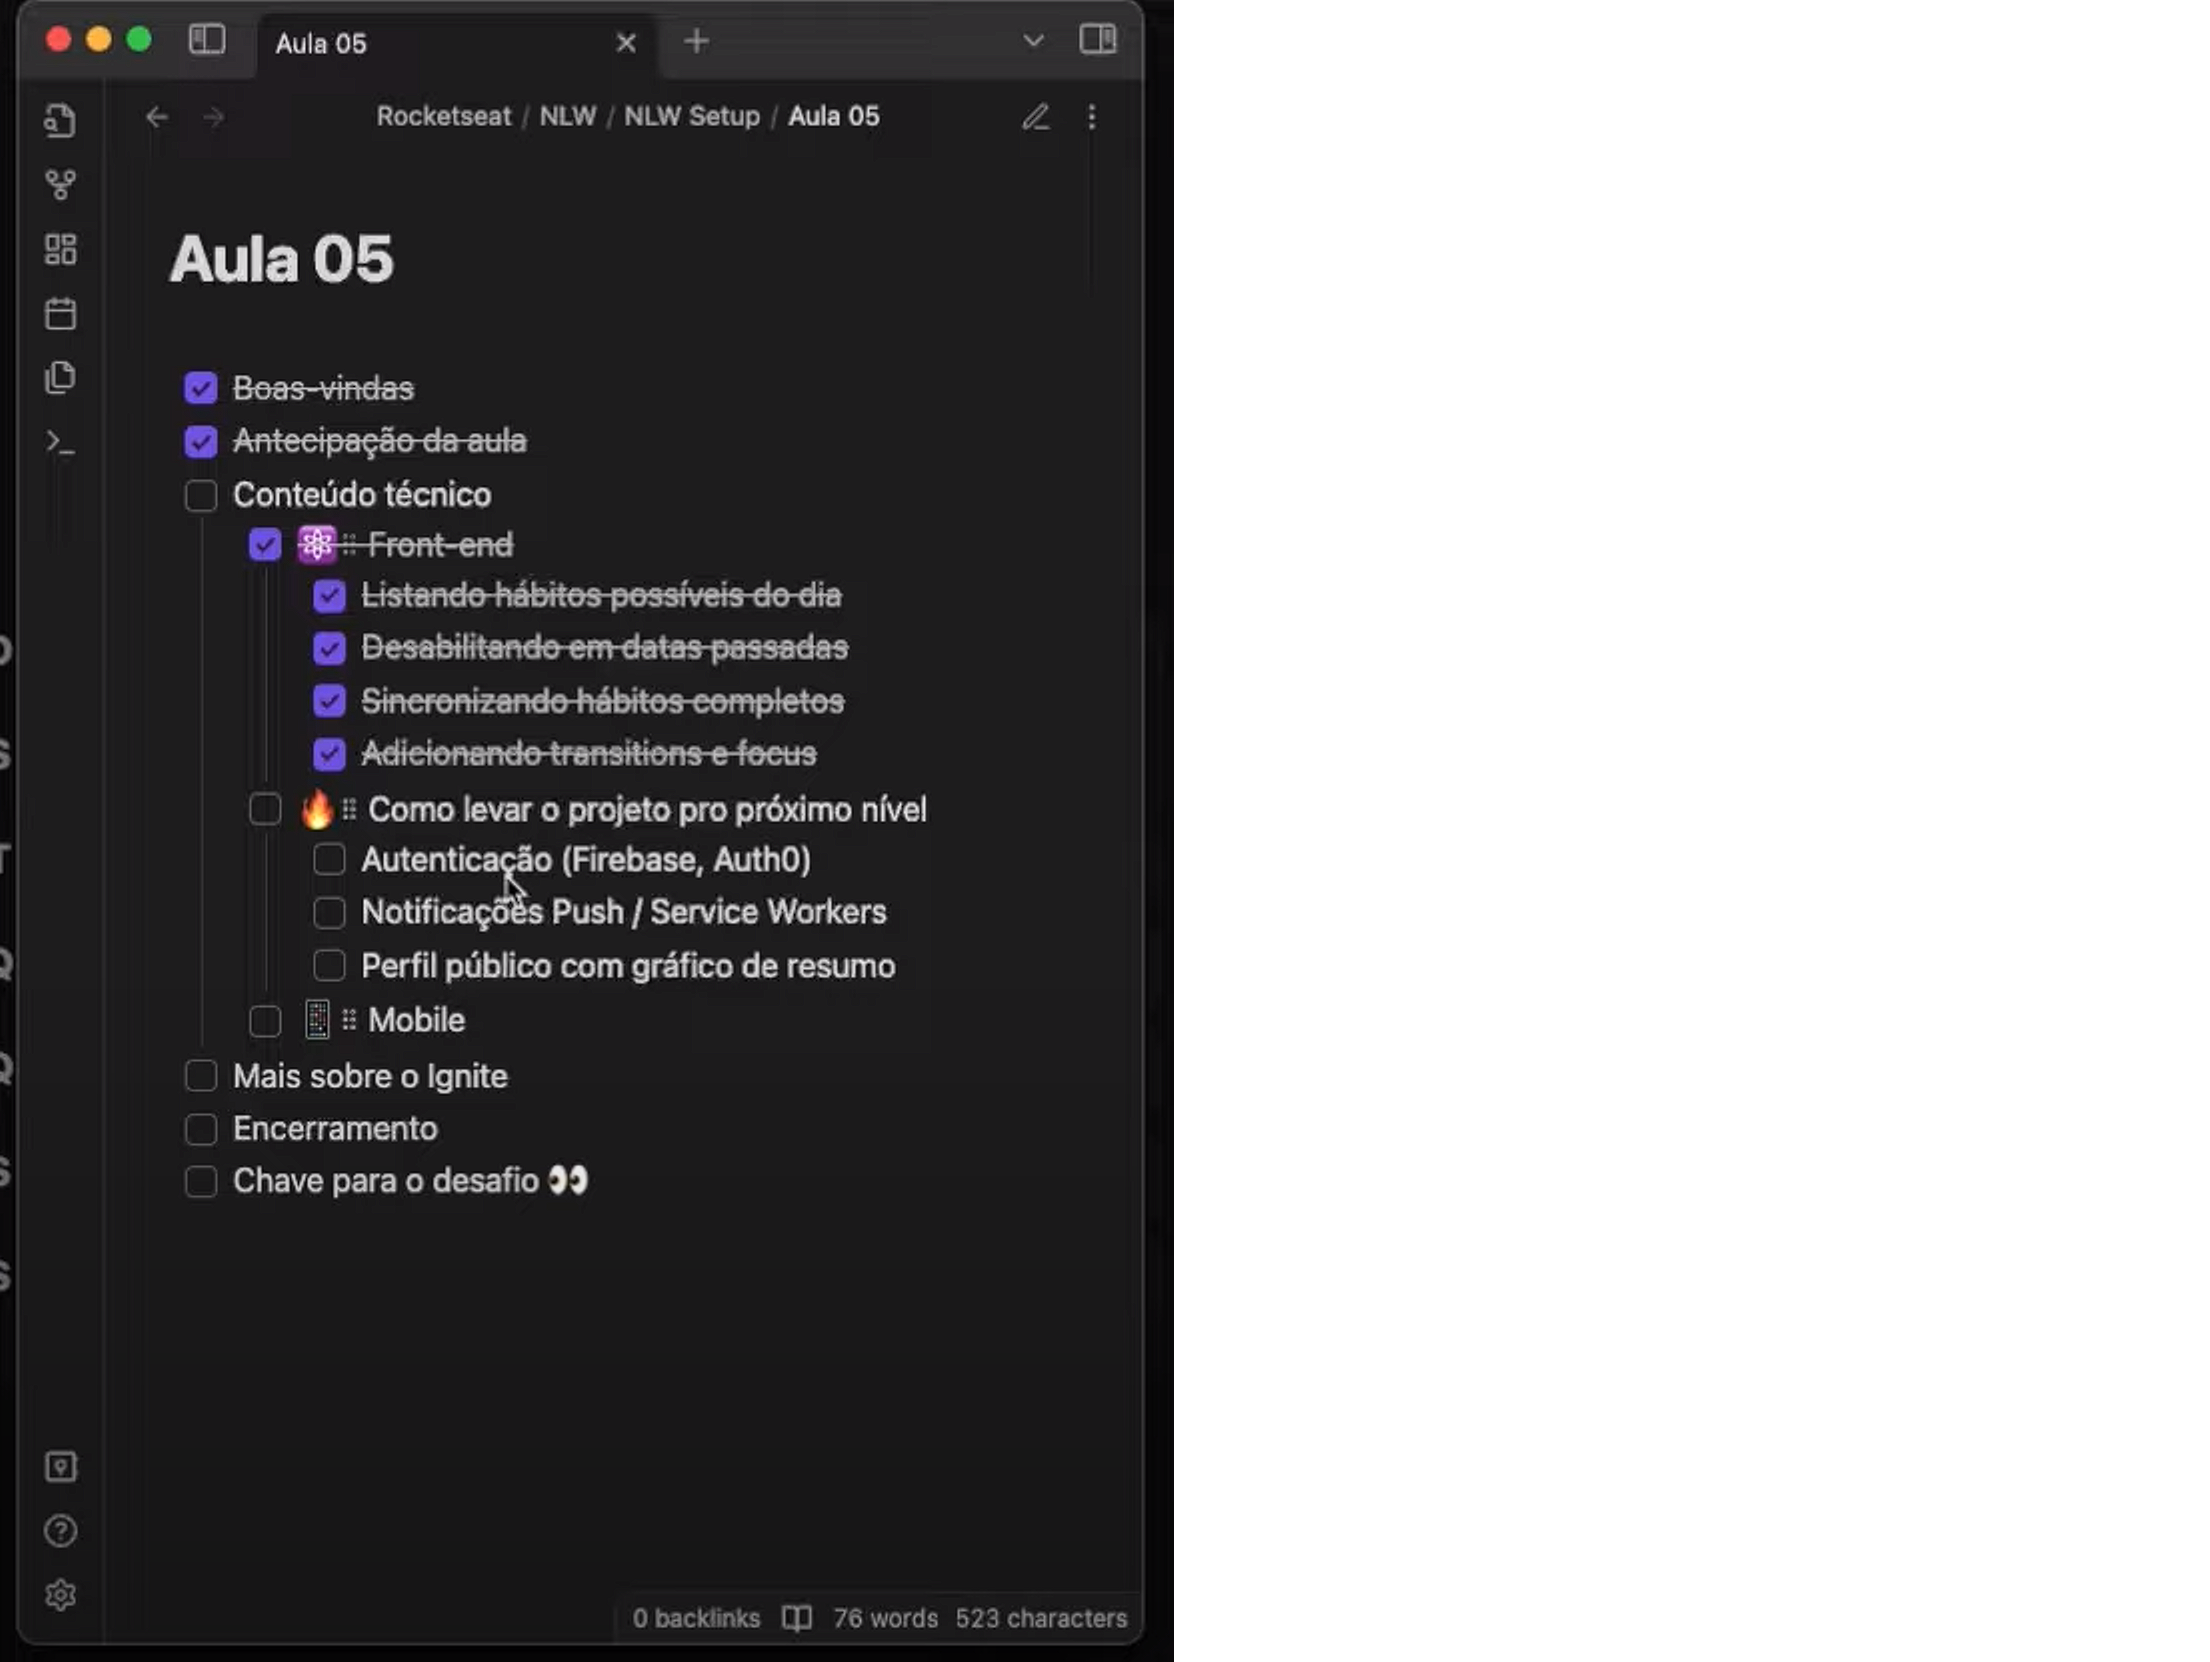 Aula 05
Rocketseat / NLW / NLW Setup / Aula 05
Aula 05
Boas-vindas
Antecipação da aula
Conteúdo técnico
Front-end
Listando hábitos possíveis do dia
Desabilitando em datas passadas
Sincronizando hábitos completos
Adicionando transitions e focus
🔥 Como levar o projeto pro próximo nível
Autenticação (Firebase, Auth0)
Notificações Push / Service Workers
Perfil público com gráfico de resumo
Mobile
Mais sobre o Ignite
Encerramento
Chave para o desafio 👀
0 backlinks 76 words 523 characters